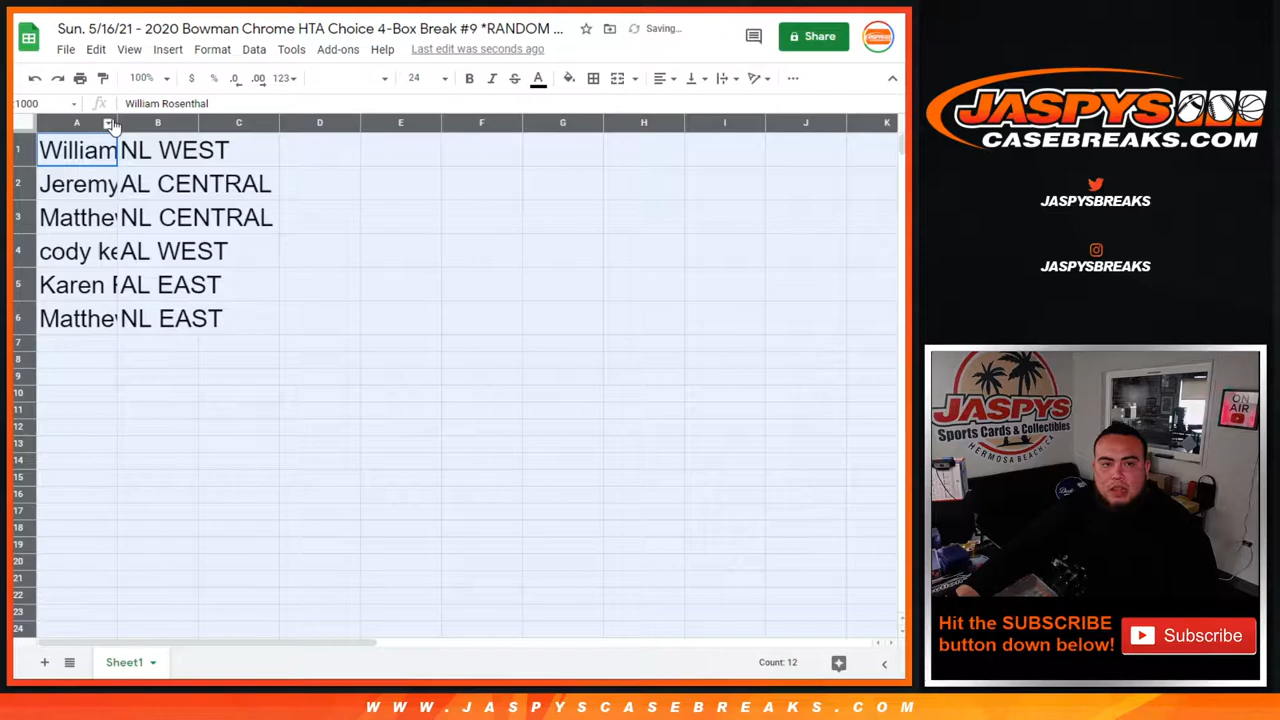 Sun. 5/16/21 - 2020 Bowman Chrome HTA Choice 4-Box Break #9 *RANDOM ...
Saving...
Share
File Edit View Insert Format Data Tools Add-ons Help Last edit was seconds ago
100% $ % .0 .00 123 24 B I S A
1000 fx William Rosenthal
A B C D E F G H I J K
1 William NL WEST
2 Jeremy AL CENTRAL
3 Matthew NL CENTRAL
4 cody ke AL WEST
5 Karen AL EAST
6 Matthew NL EAST
7
8
9
10
11
12
13
14
15
16
17
18
19
20
21
22
23
24
Sheet1
Count: 12
JASPYS
CASEBREAKS.COM
JASPYSBREAKS
JASPYSBREAKS
JASPYS
Sports Cards & Collectibles
HERMOSA BEACH, CA
ON
AIR
Hit the SUBSCRIBE
button down below!
Subscribe
WWW.JASPYSCASEBREAKS.COM